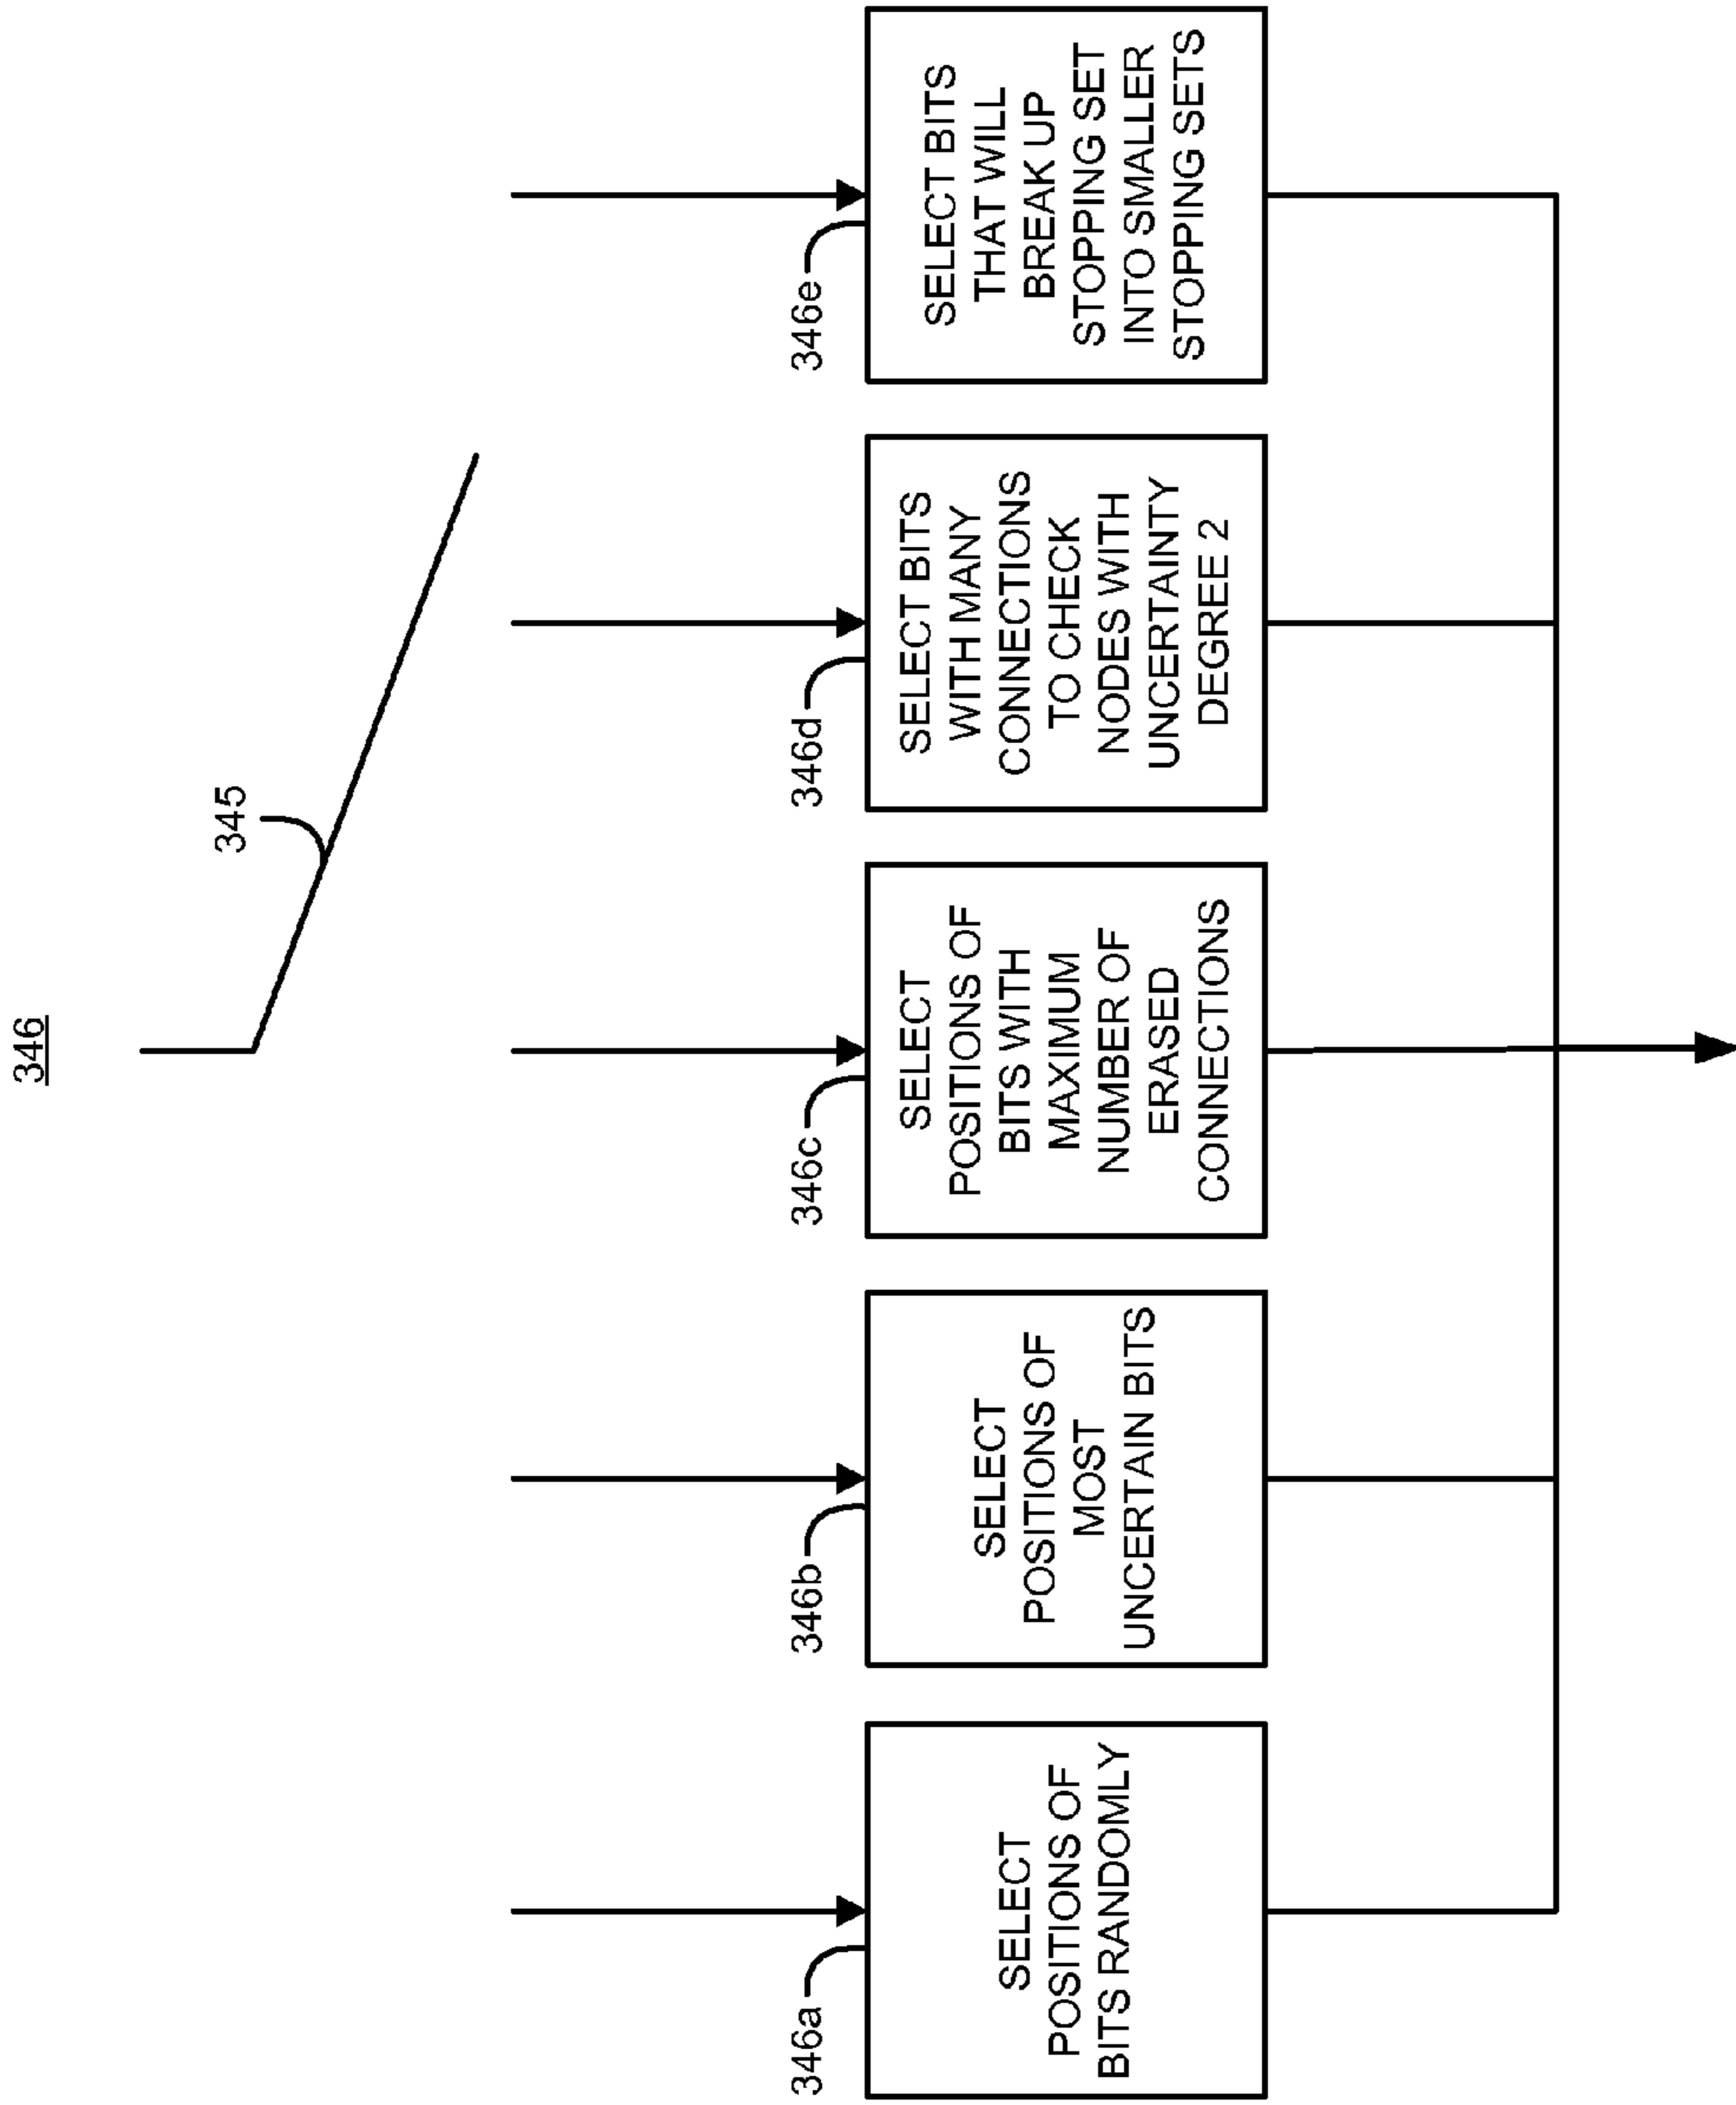 346
345
346a
SELECT
POSITIONS OF
BITS RANDOMLY
346b
SELECT
POSITIONS OF
MOST
UNCERTAIN BITS
346c
SELECT
POSITIONS OF
BITS WITH
MAXIMUM
NUMBER OF
ERASED
CONNECTIONS
346d
SELECT BITS
WITH MANY
CONNECTIONS
TO CHECK
NODES WITH
UNCERTAINTY
DEGREE 2
346e
SELECT BITS
THAT WILL
BREAK UP
STOPPING SET
INTO SMALLER
STOPPING SETS